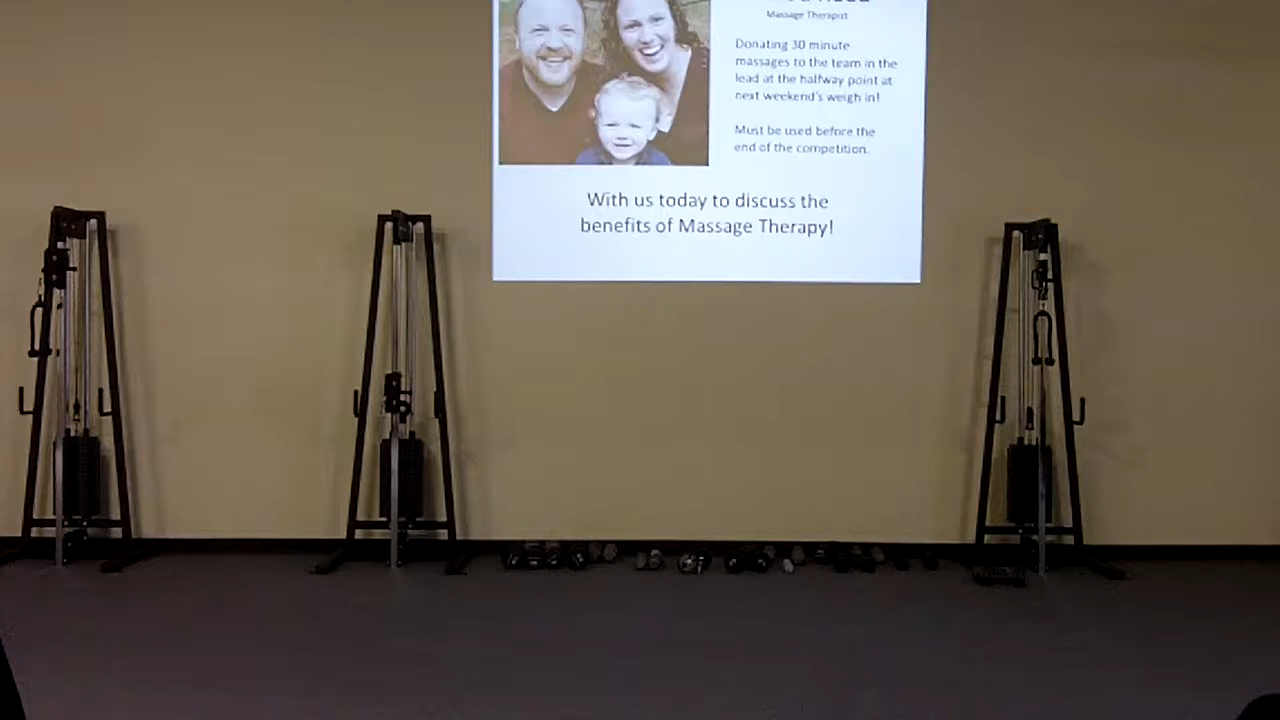 Massage Therapist
Donating 30 minute
massages to the team in the
lead at the halfway point at
next weekend's weigh in!
Must be used before the
end of the competition.
With us today to discuss the
benefits of Massage Therapy!